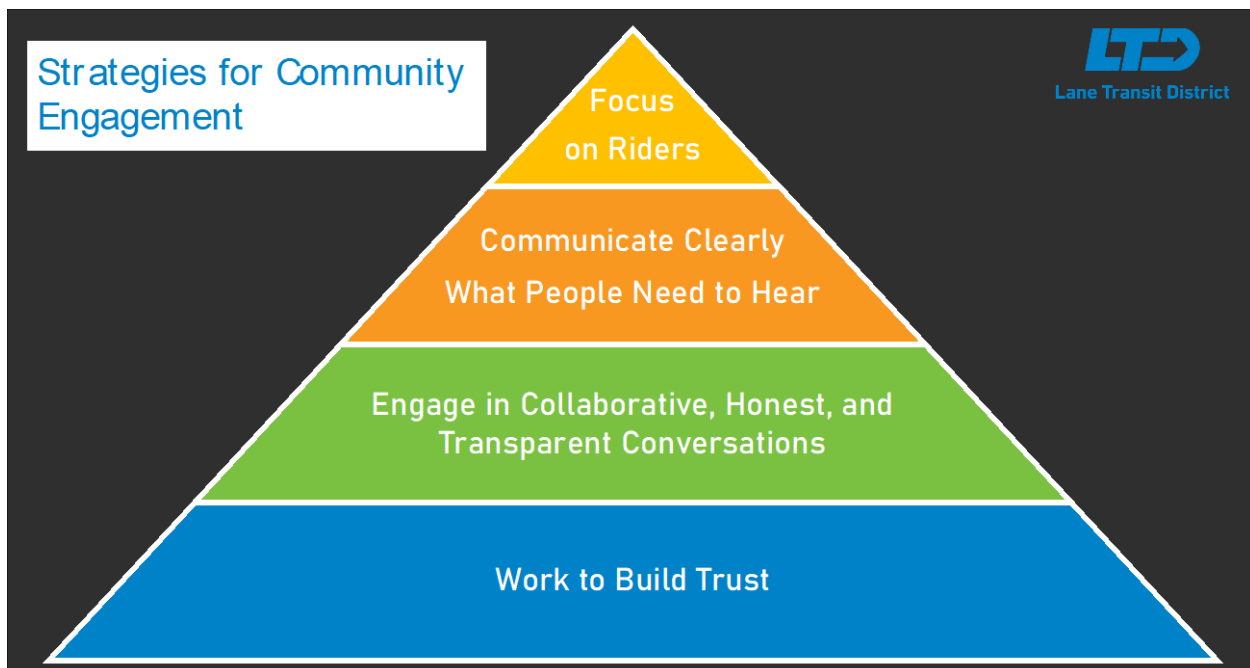 Strategies for Community
Engagement
LTD
Lane Transit District
Focus
on Riders
Communicate Clearly
What People Need to Hear
Engage in Collaborative, Honest, and
Transparent Conversations
Work to Build Trust